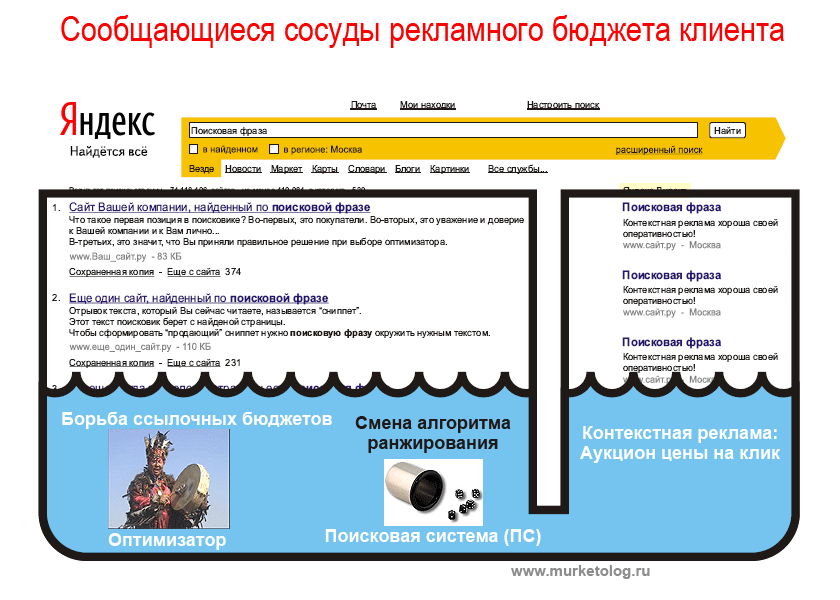 Сообщающиеся сосуды рекламного бюджета клиента
Почта Мои находки Настроить поиск
Яндекс
Найдётся всё
Поисковая фраза Найти
в найденном в регионе: Москва расширенный поиск
Везде Новости Маркет Карты Словари Блоги Картинки Все службы...
1. Сайт Вашей компании, найденный по поисковой фразе
Что такое первая позиция в поисковике? Во-первых, это покупатели. Во-вторых, это уважение и доверие
к Вашей компании и к Вам лично...
В-третьих, это значит, что Вы приняли правильное решение при выборе оптимизатора.
www.Ваш_сайт.ру - 83 КБ
Сохраненная копия - Еще с сайта 374
2. Еще один сайт, найденный по поисковой фразе
Отрывок текста, который Вы сейчас читаете, называется “сниппет”.
Этот текст поисковик берет с найденой страницы.
Чтобы сформировать “продающий” сниппет нужно поисковую фразу окружить нужным текстом.
www.еще_один_сайт.ру - 110 КБ
Сохраненная копия - Еще с сайта 231
Поисковая фраза
Контекстная реклама хороша своей
оперативностью!
www.сайт.ру - Москва
Поисковая фраза
Контекстная реклама хороша своей
оперативностью!
www.сайт.ру - Москва
Поисковая фраза
Контекстная реклама хороша своей
оперативностью!
Борьба ссылочных бюджетов
Оптимизатор
Смена алгоритма
ранжирования
Поисковая система (ПС)
Контекстная реклама:
Аукцион цены на клик
www.murketolog.ru